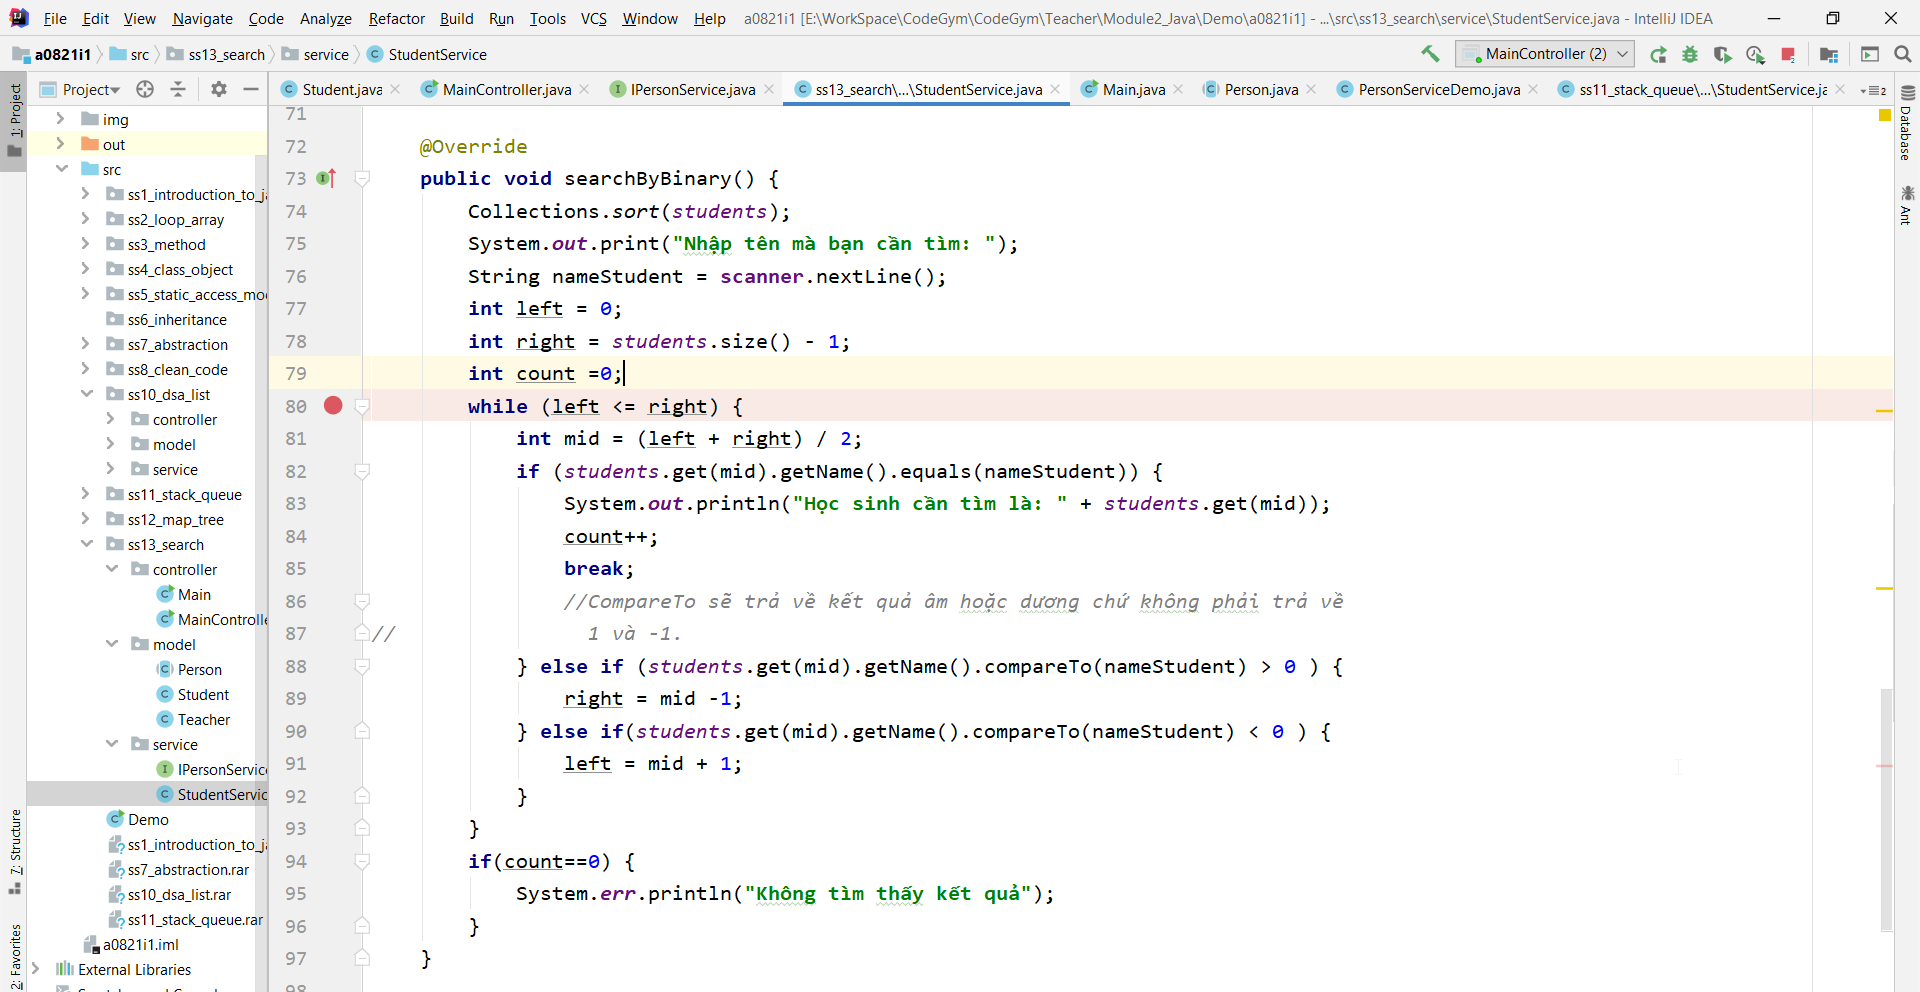 File Edit View Navigate Code Analyze Refactor Build Run Tools VCS Window Help a0821i1 [E:\WorkSpace\CodeGym\CodeGym\Teacher\Module2_Java\Demo\a0821i1] - ...\src\ss13_search\service\StudentService.java - IntelliJ IDEA
a0821i1 src ss13_search service StudentService MainController (2)
Project Student.java MainController.java IPersonService.java ss13_search\...\StudentService.java Main.java Person.java PersonServiceDemo.java ss11_stack_queue\...\StudentService.ja 2
1: Project
7: Structure
2: Favorites
img
out
src
ss1_introduction_to_ja
ss2_loop_array
ss3_method
ss4_class_object
ss5_static_access_mo
ss6_inheritance
ss7_abstraction
ss8_clean_code
ss10_dsa_list
controller
model
service
ss11_stack_queue
ss12_map_tree
ss13_search
controller
Main
MainControlle
model
Person
Student
Teacher
service
IPersonService
StudentServic
Demo
ss1_introduction_to_ja
ss7_abstraction.rar
ss10_dsa_list.rar
ss11_stack_queue.rar
a0821i1.iml
External Libraries
71
72 @Override
73 public void searchByBinary() {
74 Collections.sort(students);
75 System.out.print("Nhập tên mà bạn cần tìm: ");
76 String nameStudent = scanner.nextLine();
77 int left = 0;
78 int right = students.size() - 1;
79 int count =0;
80 while (left <= right) {
81 int mid = (left + right) / 2;
82 if (students.get(mid).getName().equals(nameStudent)) {
83 System.out.println("Học sinh cần tìm là: " + students.get(mid));
84 count++;
85 break;
86 //CompareTo sẽ trả về kết quả âm hoặc dương chứ không phải trả về
87 // 1 và -1.
88 } else if (students.get(mid).getName().compareTo(nameStudent) > 0 ) {
89 right = mid -1;
90 } else if(students.get(mid).getName().compareTo(nameStudent) < 0 ) {
91 left = mid + 1;
92 }
93 }
94 if(count==0) {
95 System.err.println("Không tìm thấy kết quả");
96 }
97 }
98
Database
Ant